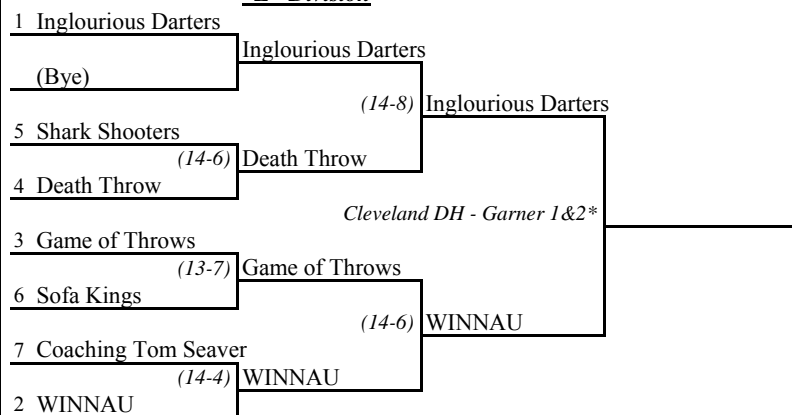 1 Inglourious Darters
Inglourious Darters
(Bye)
(14-8) Inglourious Darters
5 Shark Shooters
(14-6) Death Throw
4 Death Throw
Cleveland DH - Garner 1&2*
3 Game of Throws
(13-7) Game of Throws
6 Sofa Kings
(14-6) WINNAU
7 Coaching Tom Seaver
(14-4) WINNAU
2 WINNAU